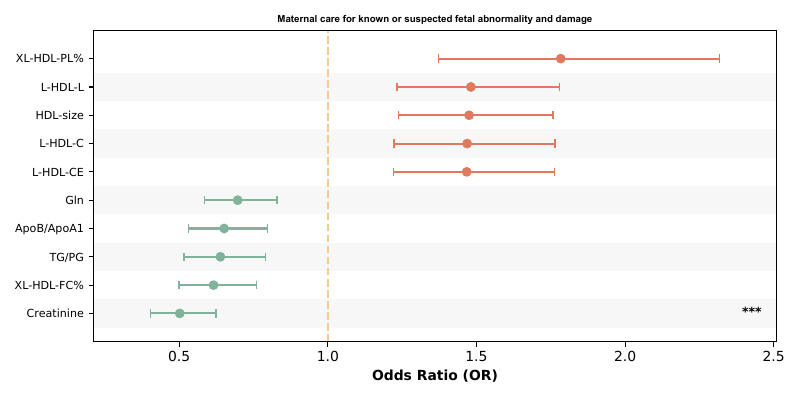 Maternal care for known or suspected fetal abnormality and damage
XL-HDL-PL%
L-HDL-L
HDL-size
L-HDL-C
L-HDL-CE
Gln
ApoB/ApoA1
TG/PG
XL-HDL-FC%
Creatinine
***
0.5 1.0 1.5 2.0 2.5
Odds Ratio (OR)